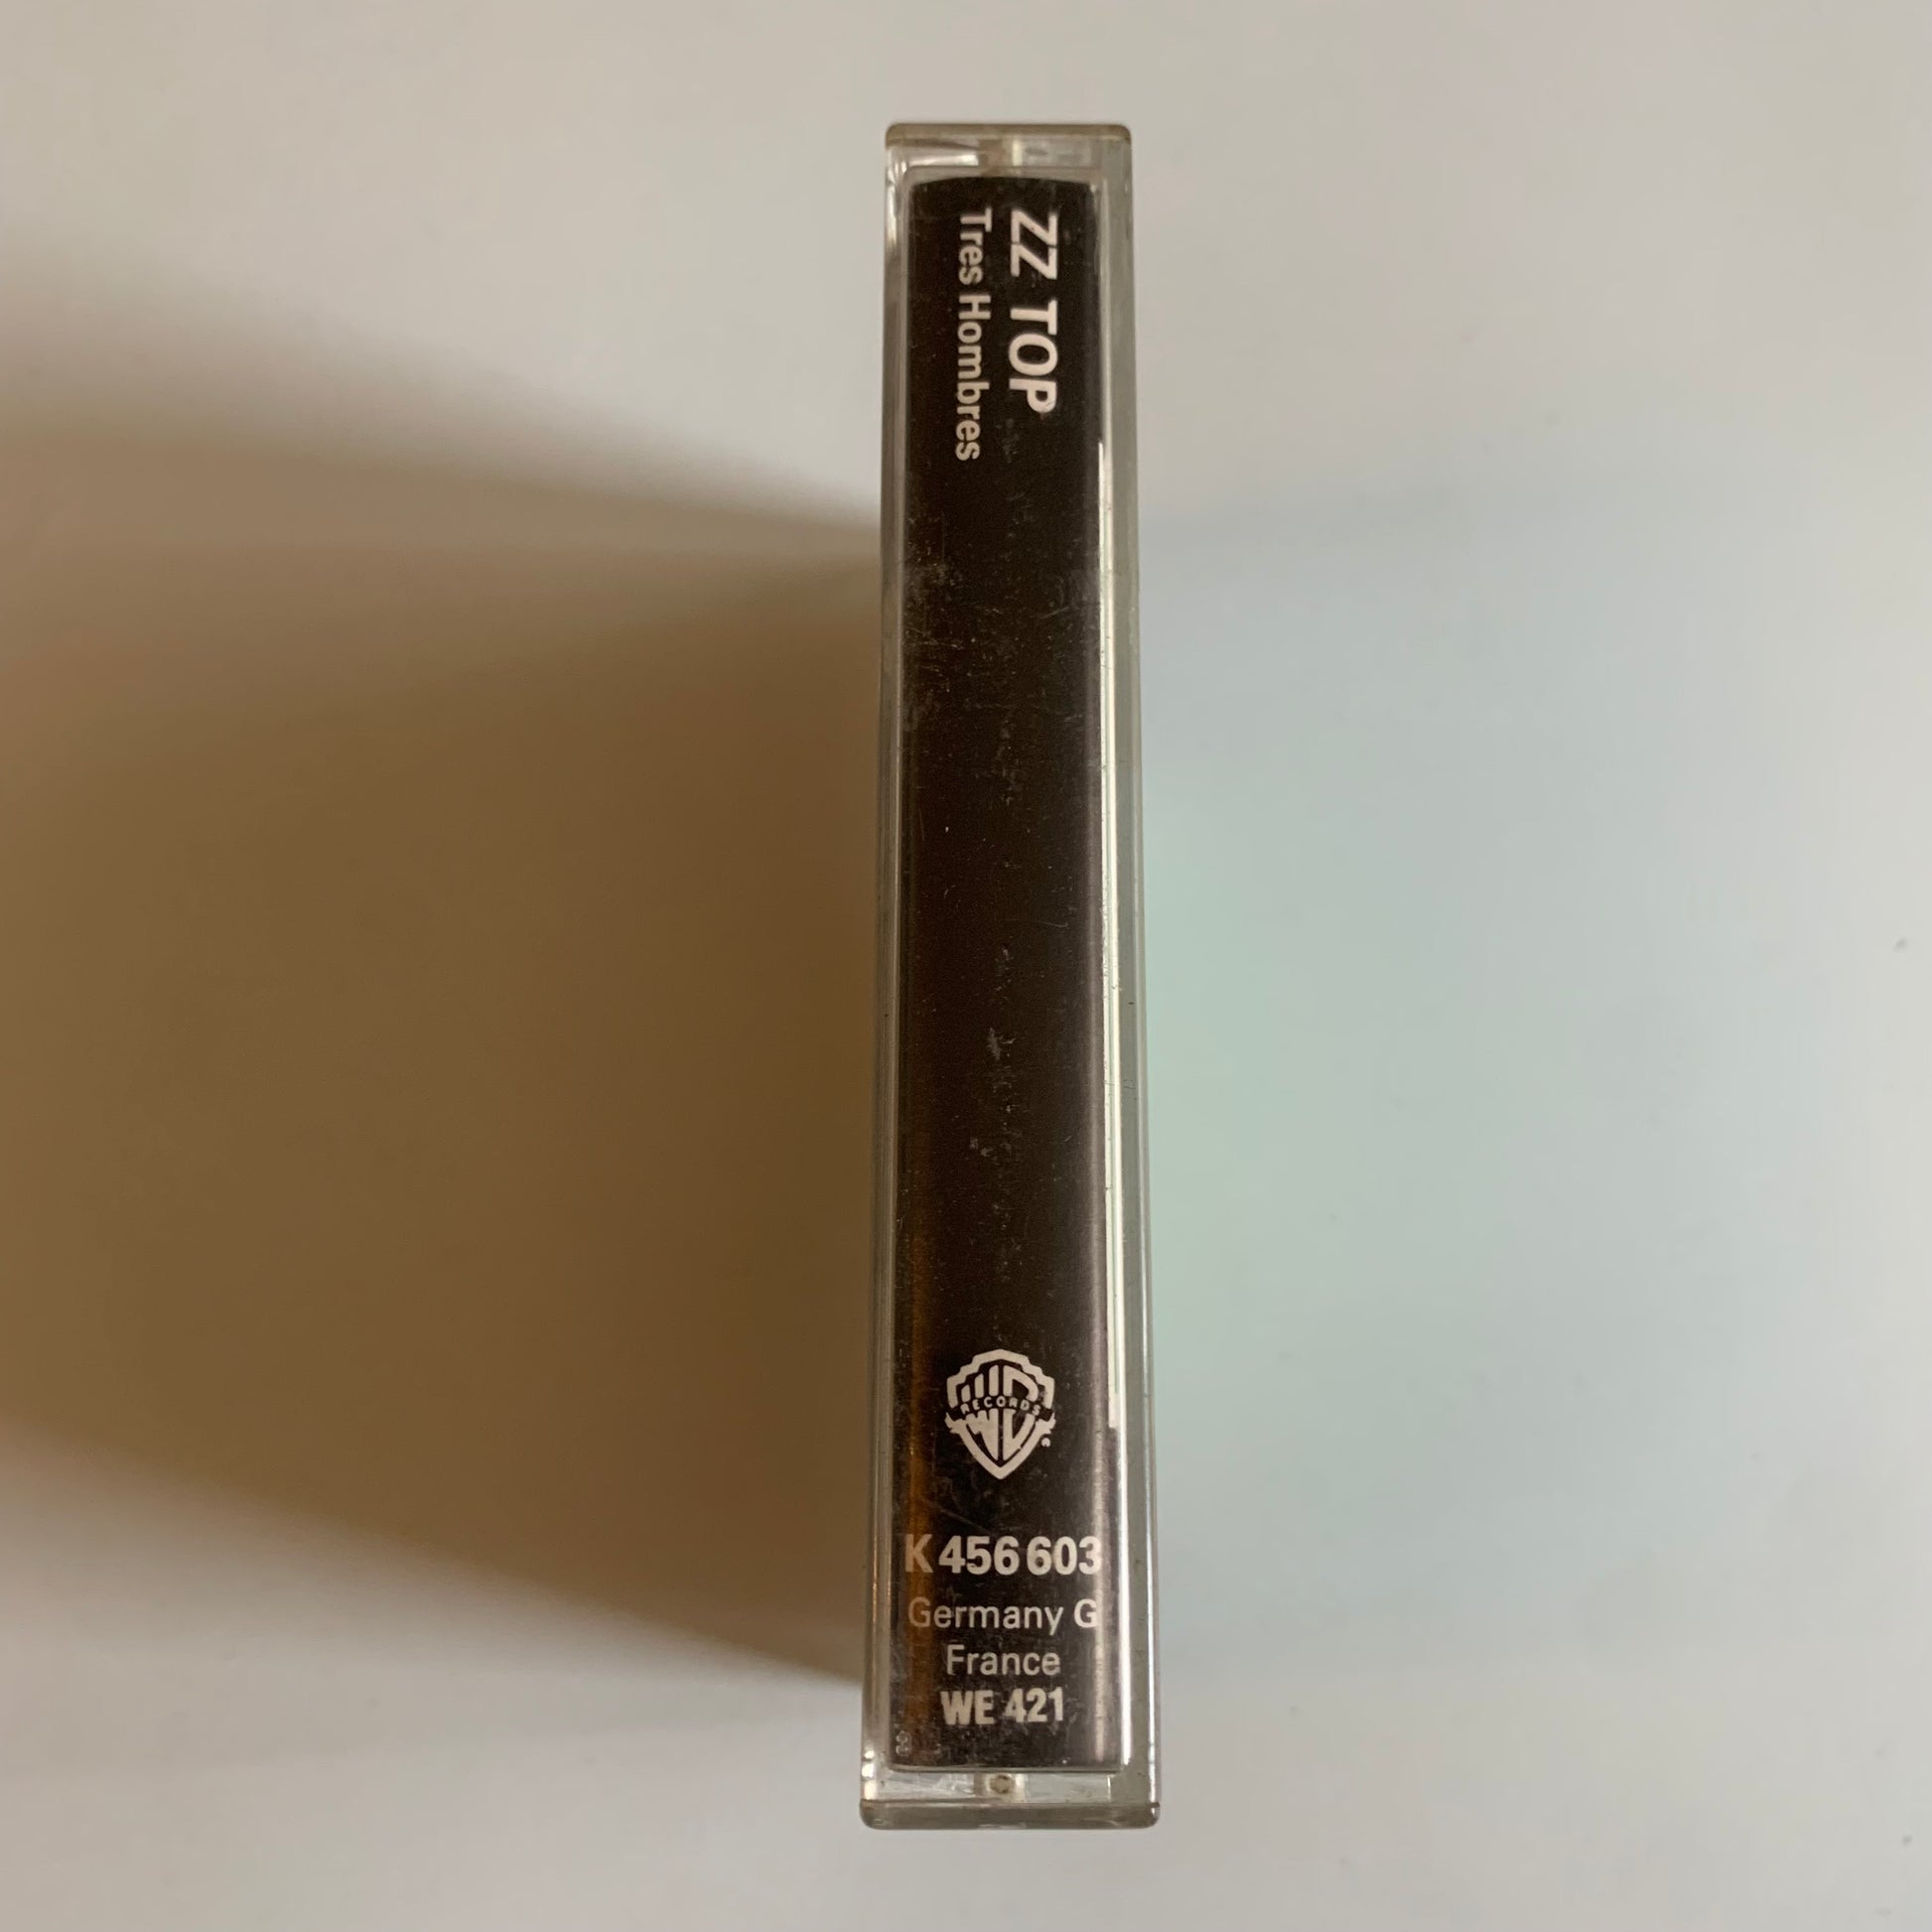 ZZ TOP
Tres Hombres
RECORDS
K 456 603
Germany G
France
WE 421